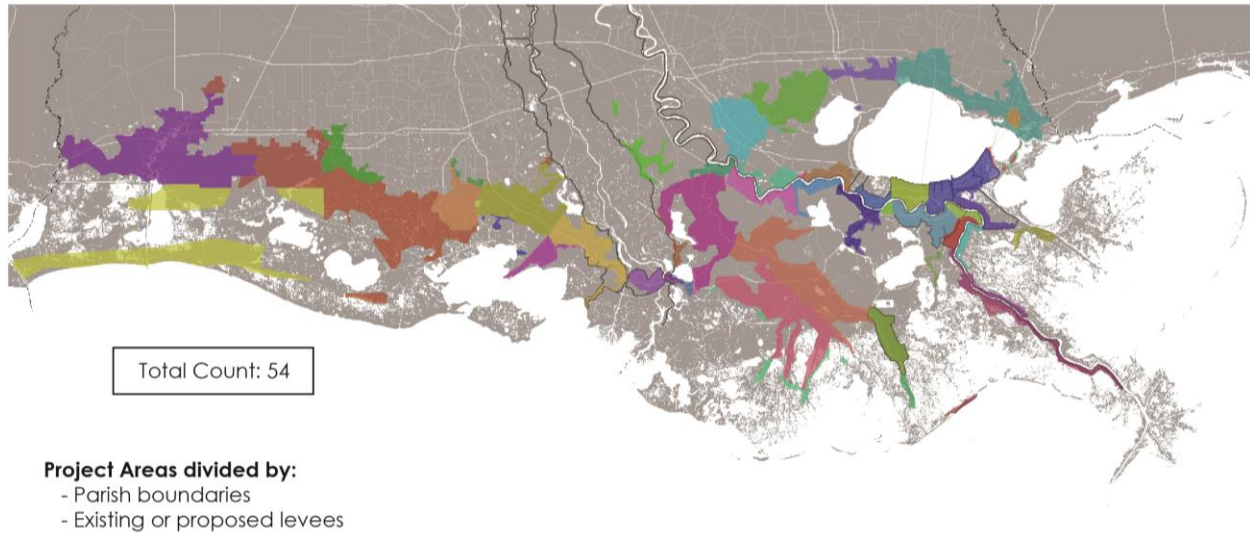 Total Count: 54
Project Areas divided by:
- Parish boundaries
- Existing or proposed levees